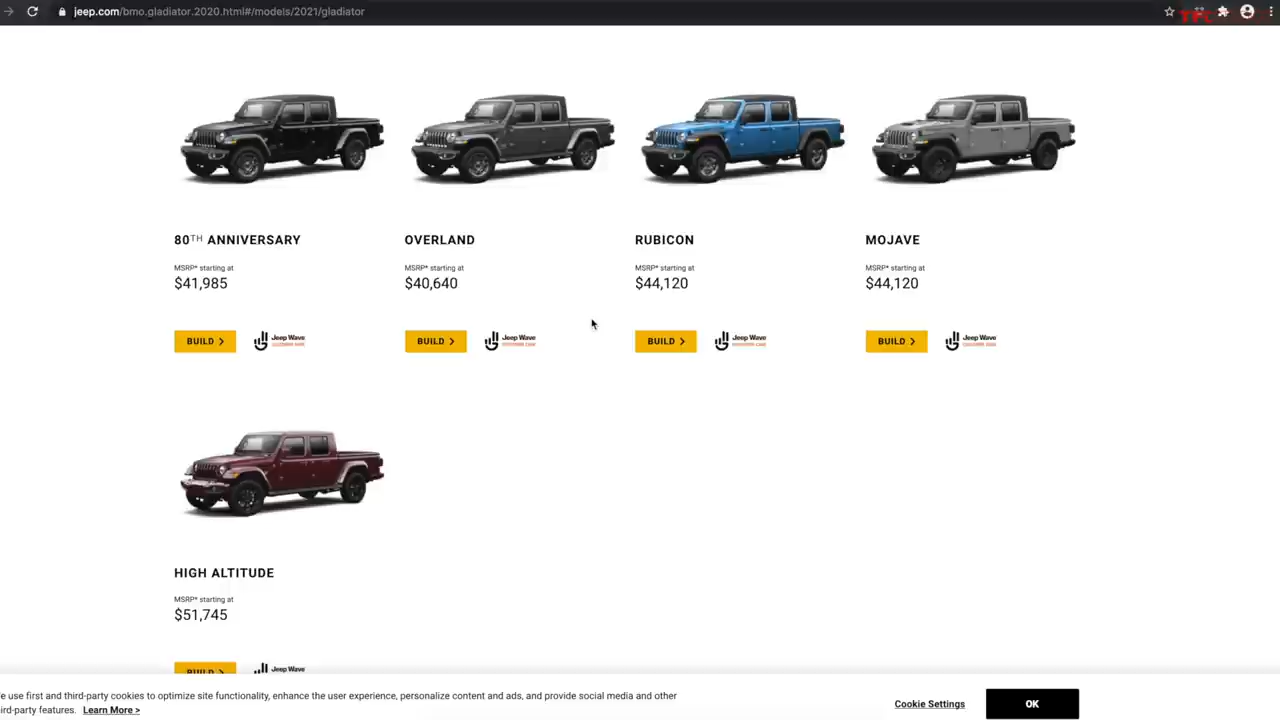 jeep.com/bmo.gladiator.2020.html#/models/2021/gladiator
TFL
80TH ANNIVERSARY
MSRP* starting at
$41,985
BUILD >
Jeep Wave
OVERLAND
MSRP* starting at
$40,640
BUILD >
Jeep Wave
RUBICON
MSRP* starting at
$44,120
BUILD >
Jeep Wave
MOJAVE
MSRP* starting at
$44,120
BUILD >
Jeep Wave
HIGH ALTITUDE
MSRP* starting at
$51,745
BUILD >
Jeep Wave
e use first and third-party cookies to optimize site functionality, enhance the user experience, personalize content and ads, and provide social media and other
ird-party features. Learn More >
Cookie Settings
OK